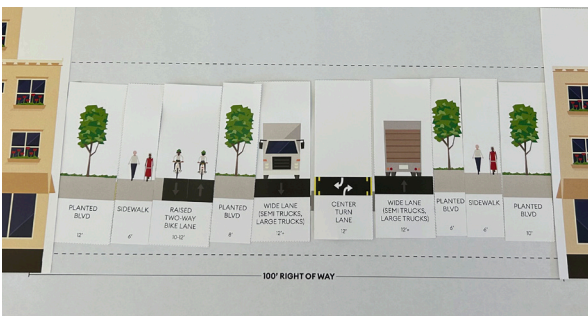 PLANTED
BLVD
12'
SIDEWALK
6'
RAISED
TWO-WAY
BIKE LANE
10-12'
PLANTED
BLVD
8'
WIDE LANE
(SEMI TRUCKS,
LARGE TRUCKS)
12'+
CENTER
TURN
LANE
12'
WIDE LANE
(SEMI TRUCKS,
LARGE TRUCKS)
12'+
PLANTED
BLVD
6'
SIDEWALK
6'
PLANTED
BLVD
10'
100' RIGHT OF WAY